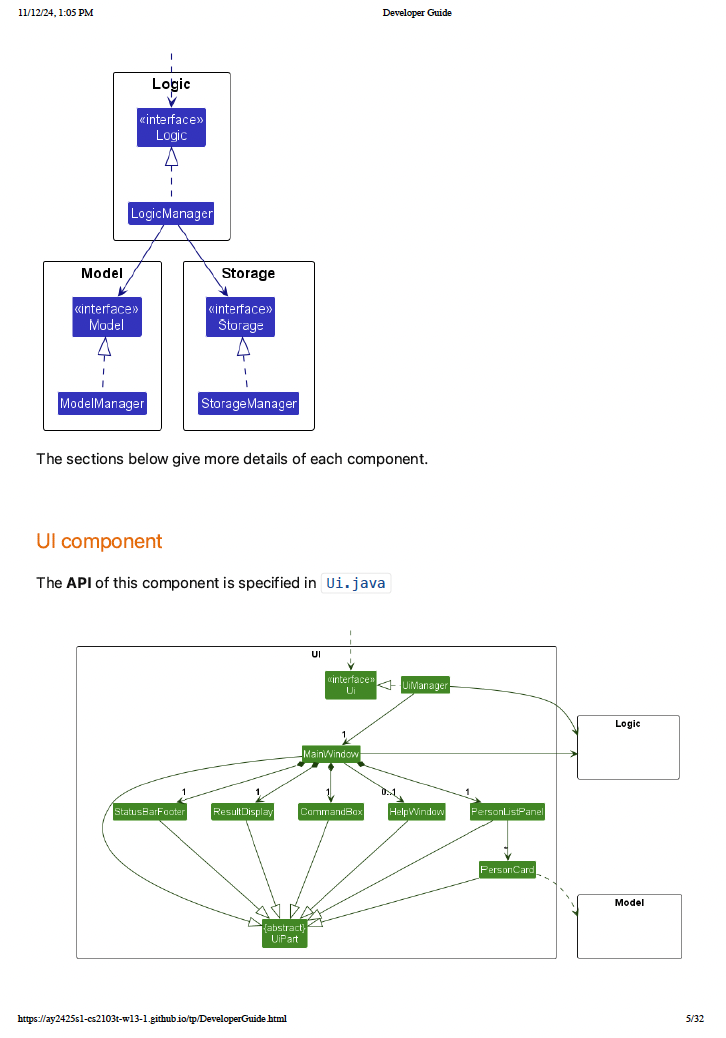 11/12/24, 1:05 PM Developer Guide
Logic
«interface»
Logic
LogicManager
Model Storage
«interface» «interface»
Model Storage
ModelManager StorageManager
The sections below give more details of each component.
UI component
The API of this component is specified in Ui.java
UI
«interface»
Ui
UiManager
Logic
1
MainWindow
1 1 1 0..1 1
StatusBarFooter ResultDisplay CommandBox HelpWindow PersonListPanel
*
PersonCard
Model
{abstract}
UiPart
https://ay2425s1-cs2103t-w13-1.github.io/tp/DeveloperGuide.html 5/32